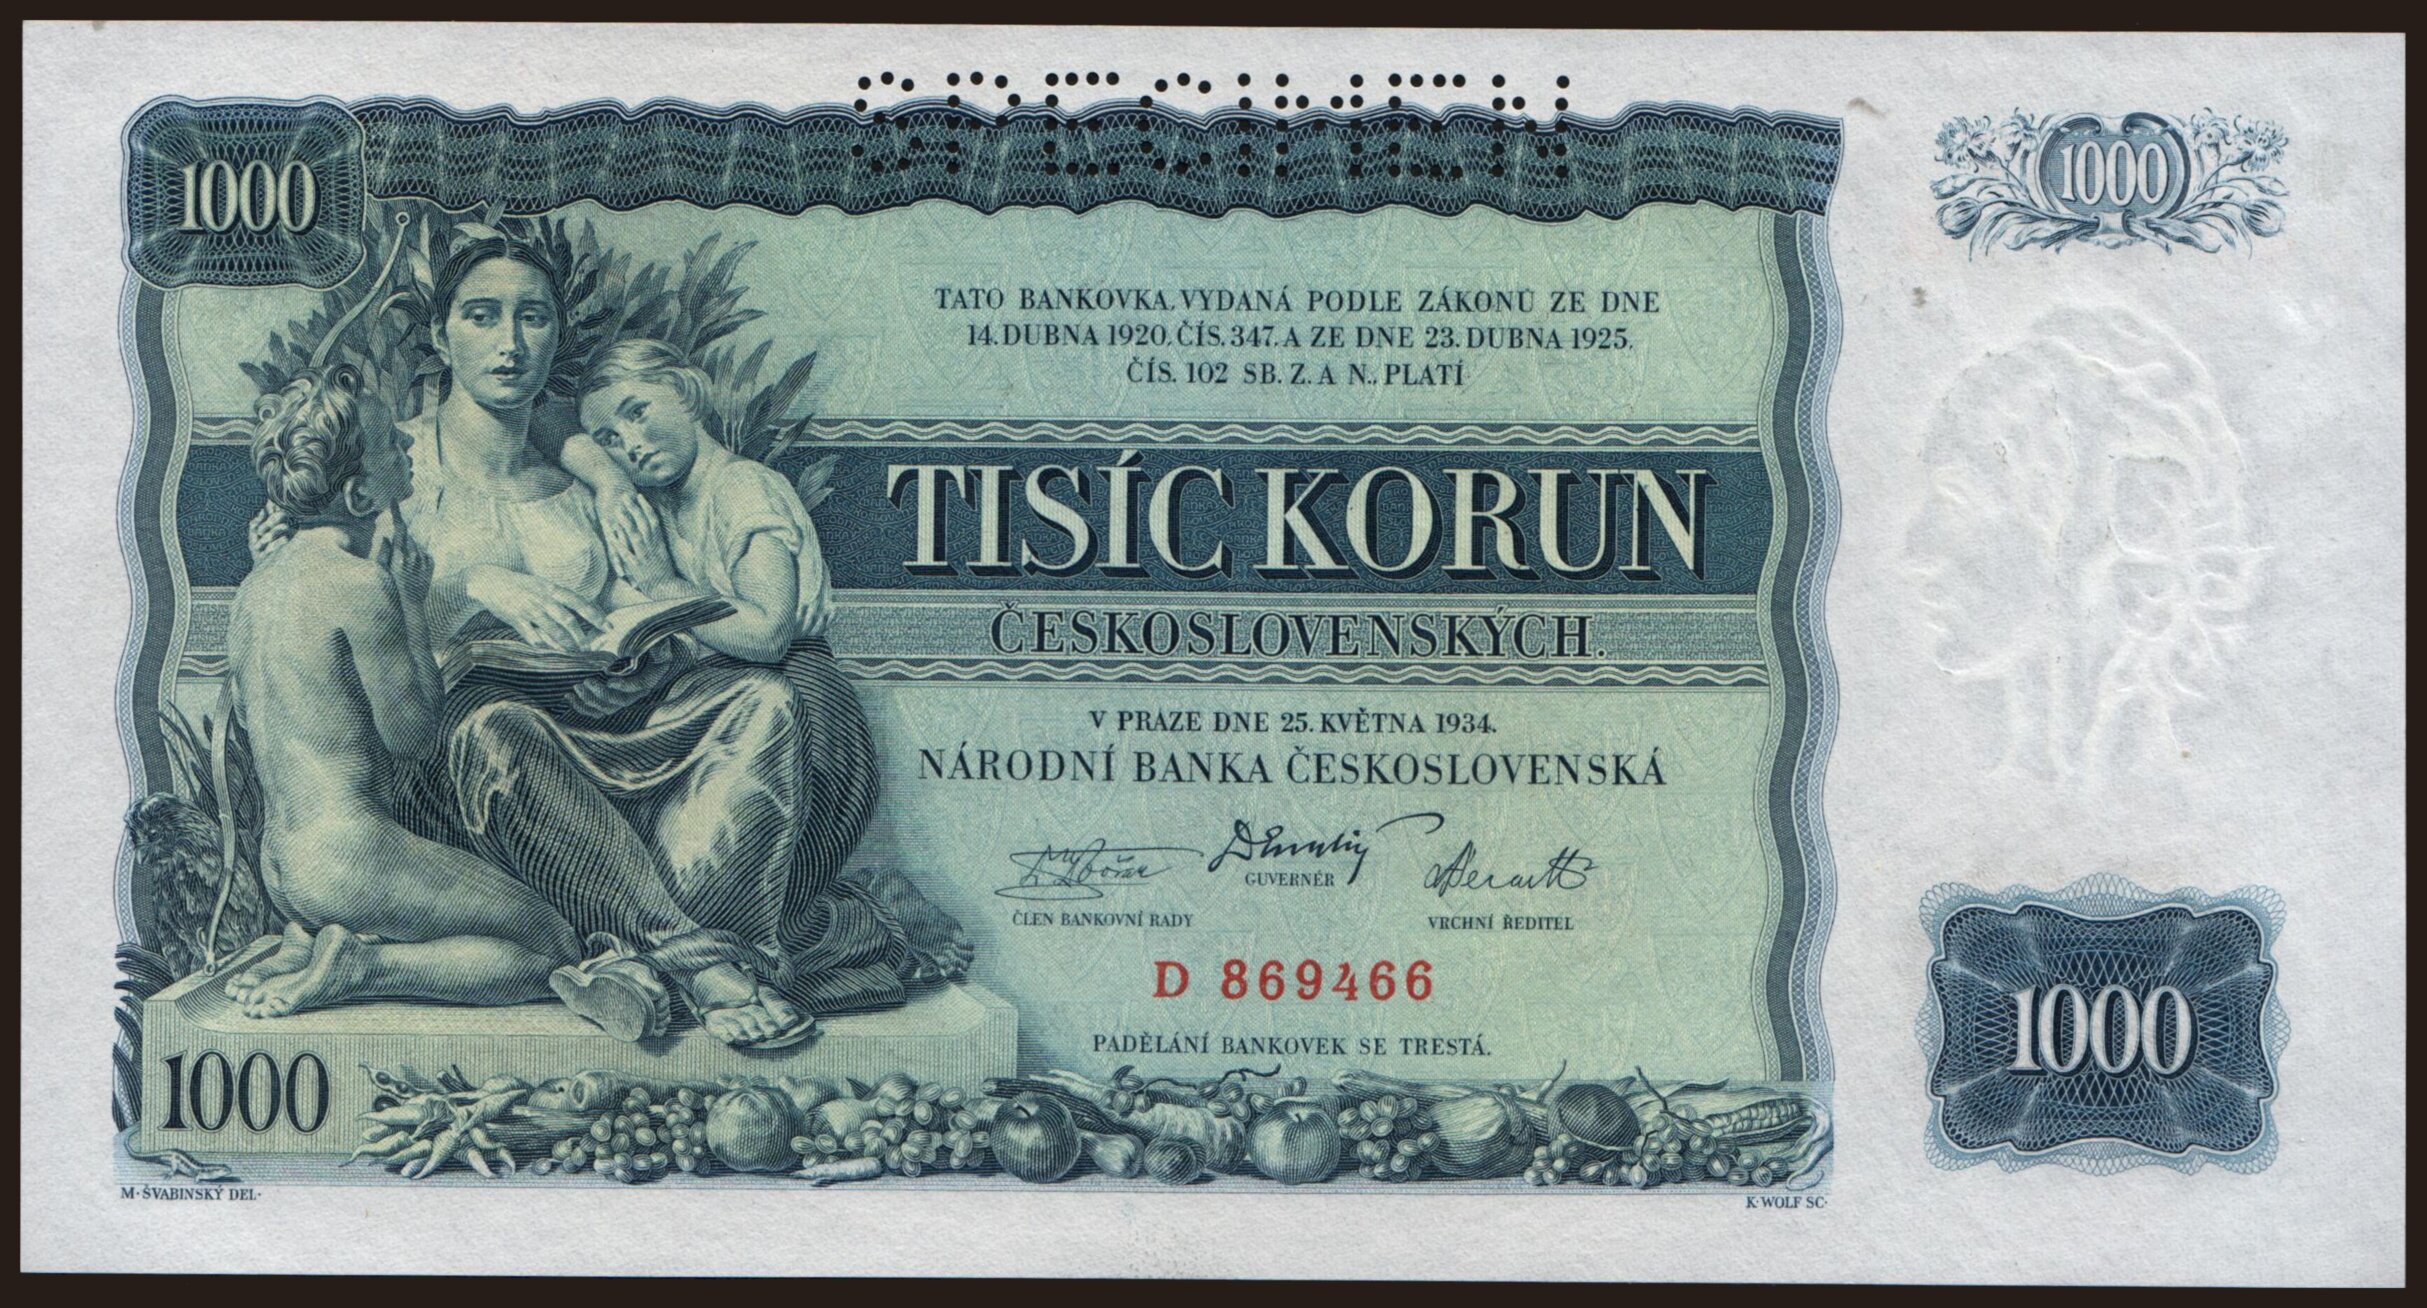 SPECIMEN
1000
1000
TATO BANKOVKA, VYDANÁ PODLE ZÁKONŮ ZE DNE
14. DUBNA 1920, ČÍS. 347, A ZE DNE 23. DUBNA 1925,
ČÍS. 102 SB. Z. A N., PLATÍ
TISÍC KORUN
ČESKOSLOVENSKÝCH.
V PRAZE DNE 25. KVĚTNA 1934.
NÁRODNÍ BANKA ČESKOSLOVENSKÁ
GUVERNÉR
ČLEN BANKOVNÍ RADY
VRCHNÍ ŘEDITEL
D 869466
PADĚLÁNÍ BANKOVEK SE TRESTÁ.
1000
1000
M·ŠVABINSKÝ DEL·
K·WOLF SC·